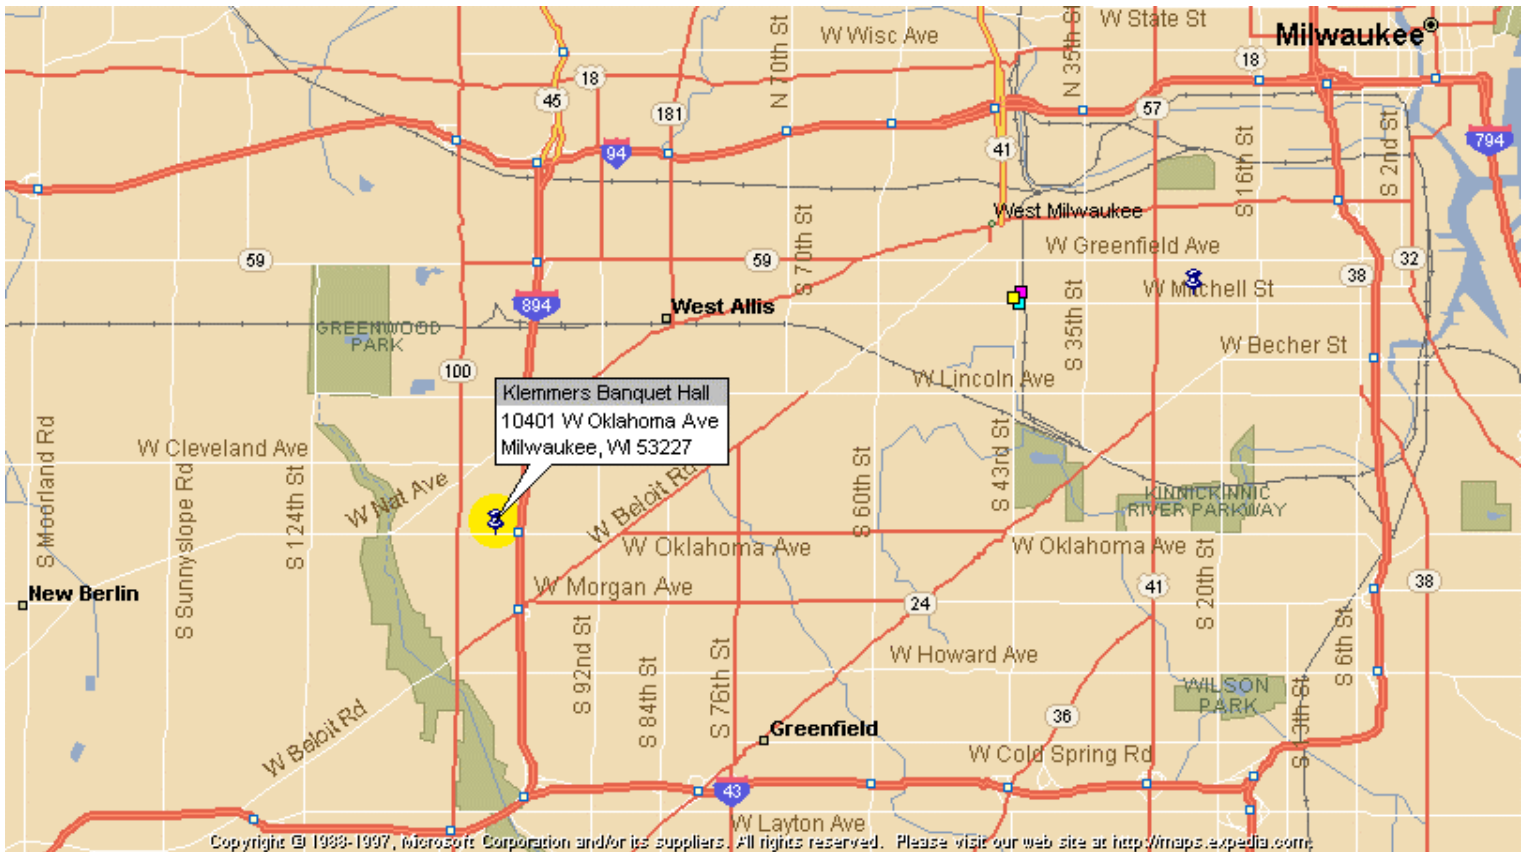 W State St
Milwaukee
W Wisc Ave
N 70th St
N 35th St
18
18
45
181
57
41
94
794
S 16th St
S 2nd St
West Milwaukee
W Greenfield Ave
59
59
S 70th St
32
38
W Mitchell St
894
West Allis
GREENWOOD
PARK
S 35th St
W Becher St
100
W Lincoln Ave
Klemmers Banquet Hall
10401 W Oklahoma Ave
Milwaukee, WI 53227
S Moorland Rd
W Cleveland Ave
S Sunnyslope Rd
S 124th St
W Nat Ave
W Beloit Rd
S 60th St
S 43rd St
KINNICKINNIC
RIVER PARKWAY
W Oklahoma Ave
W Oklahoma Ave
New Berlin
W Morgan Ave
24
41
S 20th St
38
S 92nd St
S 84th St
S 76th St
W Howard Ave
S 6th St
WILSON
PARK
S 13th St
W Beloit Rd
36
Greenfield
W Cold Spring Rd
43
W Layton Ave
Copyright © 1988-1997, Microsoft Corporation and/or its suppliers. All rights reserved. Please visit our web site at http://maps.expedia.com.